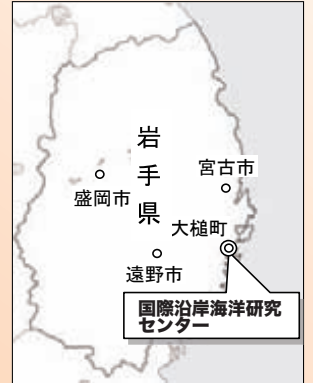 岩手県
宮古市
盛岡市
大槌町
遠野市
国際沿岸海洋研究
センター